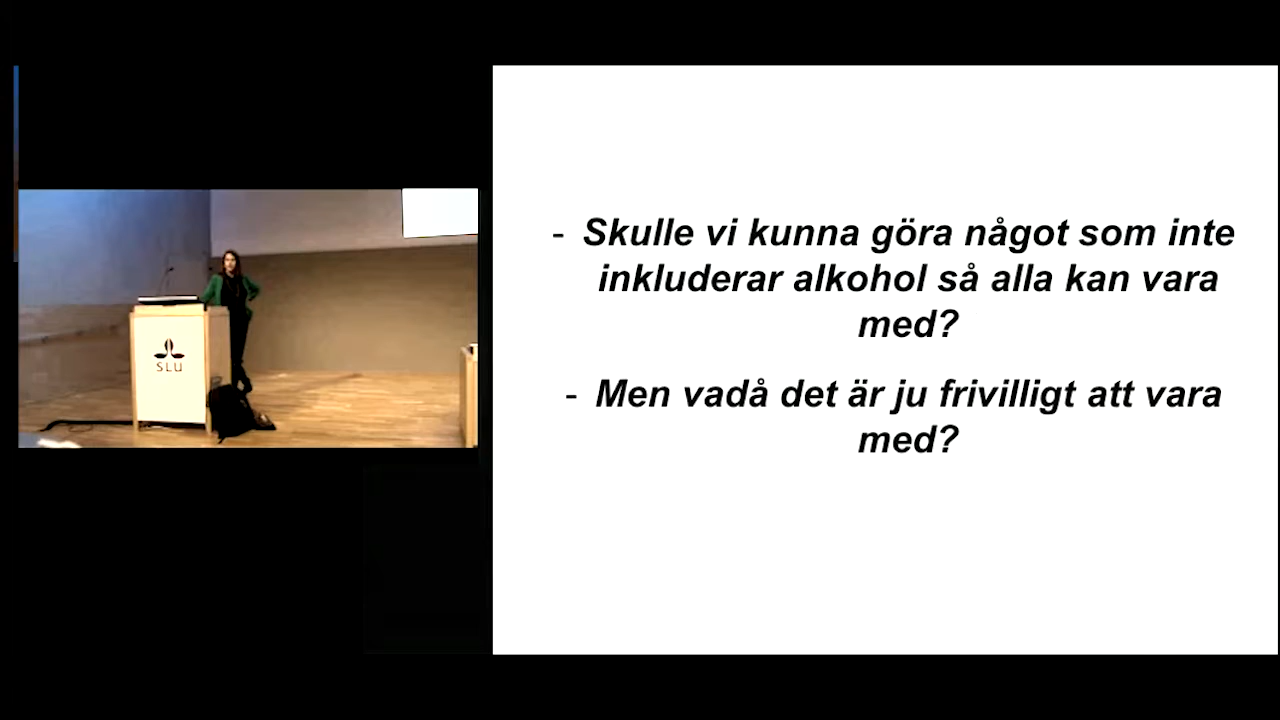 SLU
- Skulle vi kunna göra något som inte
inkluderar alkohol så alla kan vara
med?
- Men vadå det är ju frivilligt att vara
med?